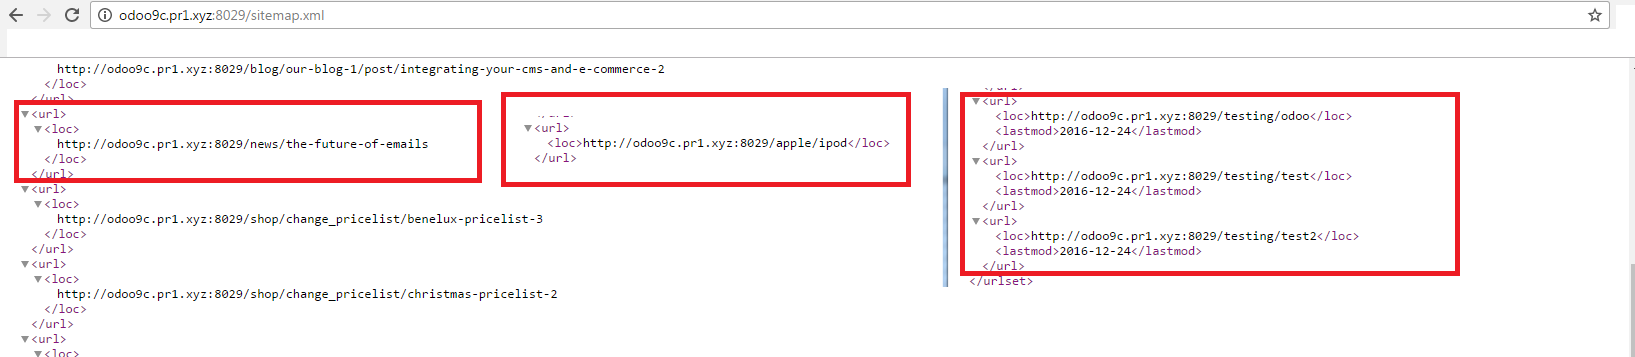 odoo9c.pr1.xyz:8029/sitemap.xml
http://odoo9c.pr1.xyz:8029/blog/our-blog-1/post/integrating-your-cms-and-e-commerce-2
</loc>
</url>
<url>
<loc>
http://odoo9c.pr1.xyz:8029/news/the-future-of-emails
</loc>
</url>
<url>
<loc>
http://odoo9c.pr1.xyz:8029/shop/change_pricelist/benelux-pricelist-3
</loc>
</url>
<url>
<loc>
http://odoo9c.pr1.xyz:8029/shop/change_pricelist/christmas-pricelist-2
</loc>
</url>
<url>
<loc>
<url>
<loc>http://odoo9c.pr1.xyz:8029/apple/ipod</loc>
</url>
<url>
<loc>http://odoo9c.pr1.xyz:8029/testing/odoo</loc>
<lastmod>2016-12-24</lastmod>
</url>
<url>
<loc>http://odoo9c.pr1.xyz:8029/testing/test</loc>
<lastmod>2016-12-24</lastmod>
</url>
<url>
<loc>http://odoo9c.pr1.xyz:8029/testing/test2</loc>
<lastmod>2016-12-24</lastmod>
</url>
</urlset>